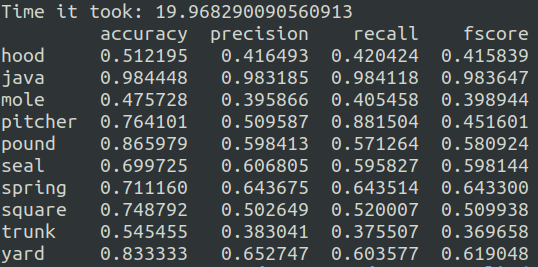 Time it took: 19.968290090560913
accuracy precision recall fscore
hood 0.512195 0.416493 0.420424 0.415839
java 0.984448 0.983185 0.984118 0.983647
mole 0.475728 0.395866 0.405458 0.398944
pitcher 0.764101 0.509587 0.881504 0.451601
pound 0.865979 0.598413 0.571264 0.580924
seal 0.699725 0.606805 0.595827 0.598144
spring 0.711160 0.643675 0.643514 0.643300
square 0.748792 0.502649 0.520007 0.509938
trunk 0.545455 0.383041 0.375507 0.369658
yard 0.833333 0.652747 0.603577 0.619048